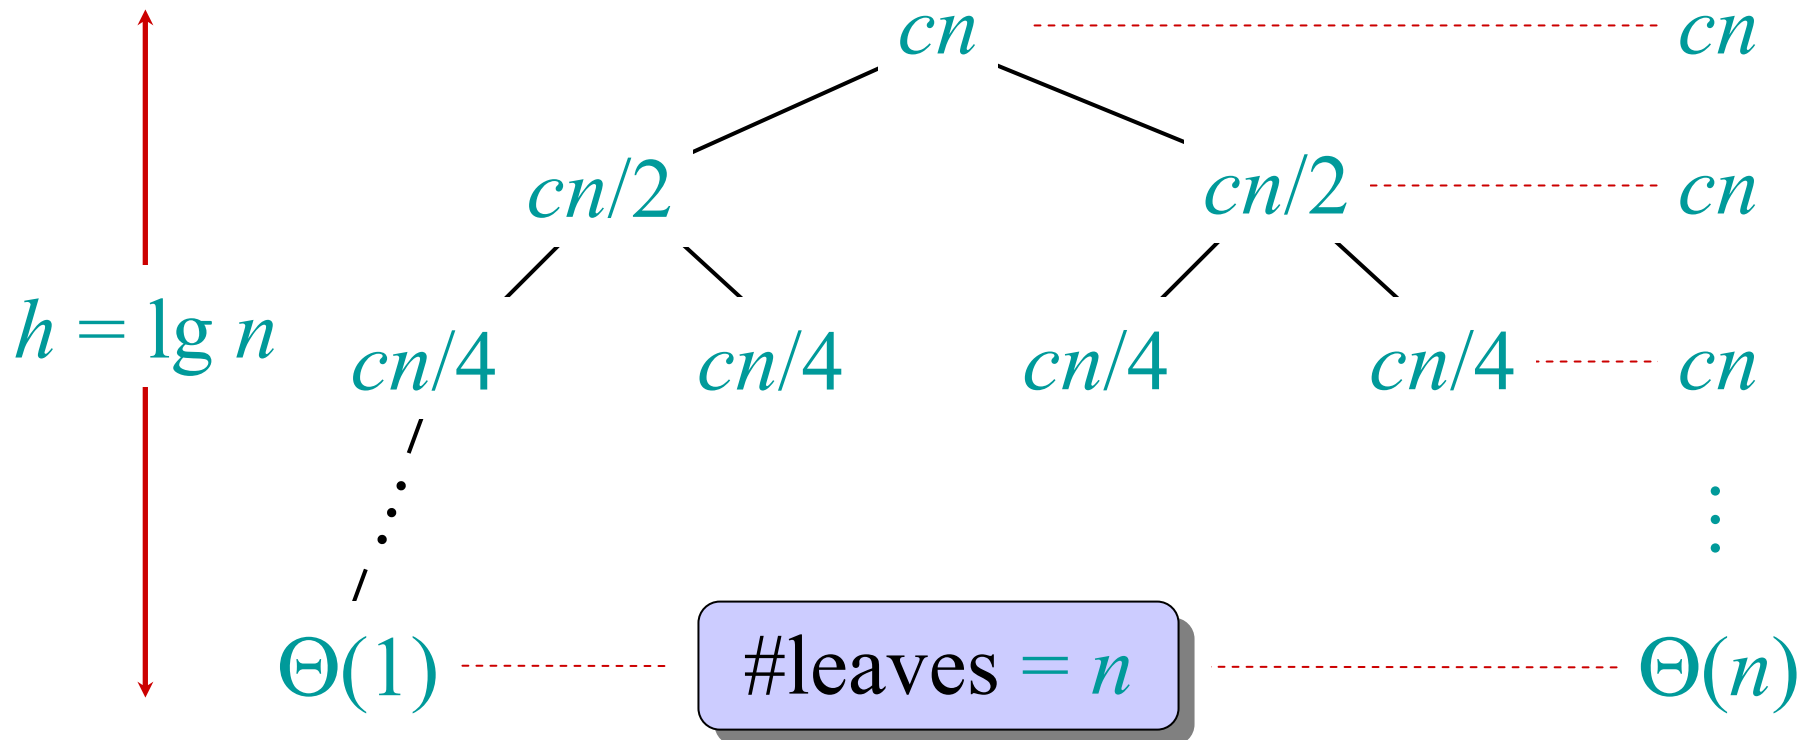 cn cn
cn/2 cn/2 cn
h = lg n cn/4 cn/4 cn/4 cn/4 cn
Θ(1) #leaves = n Θ(n)